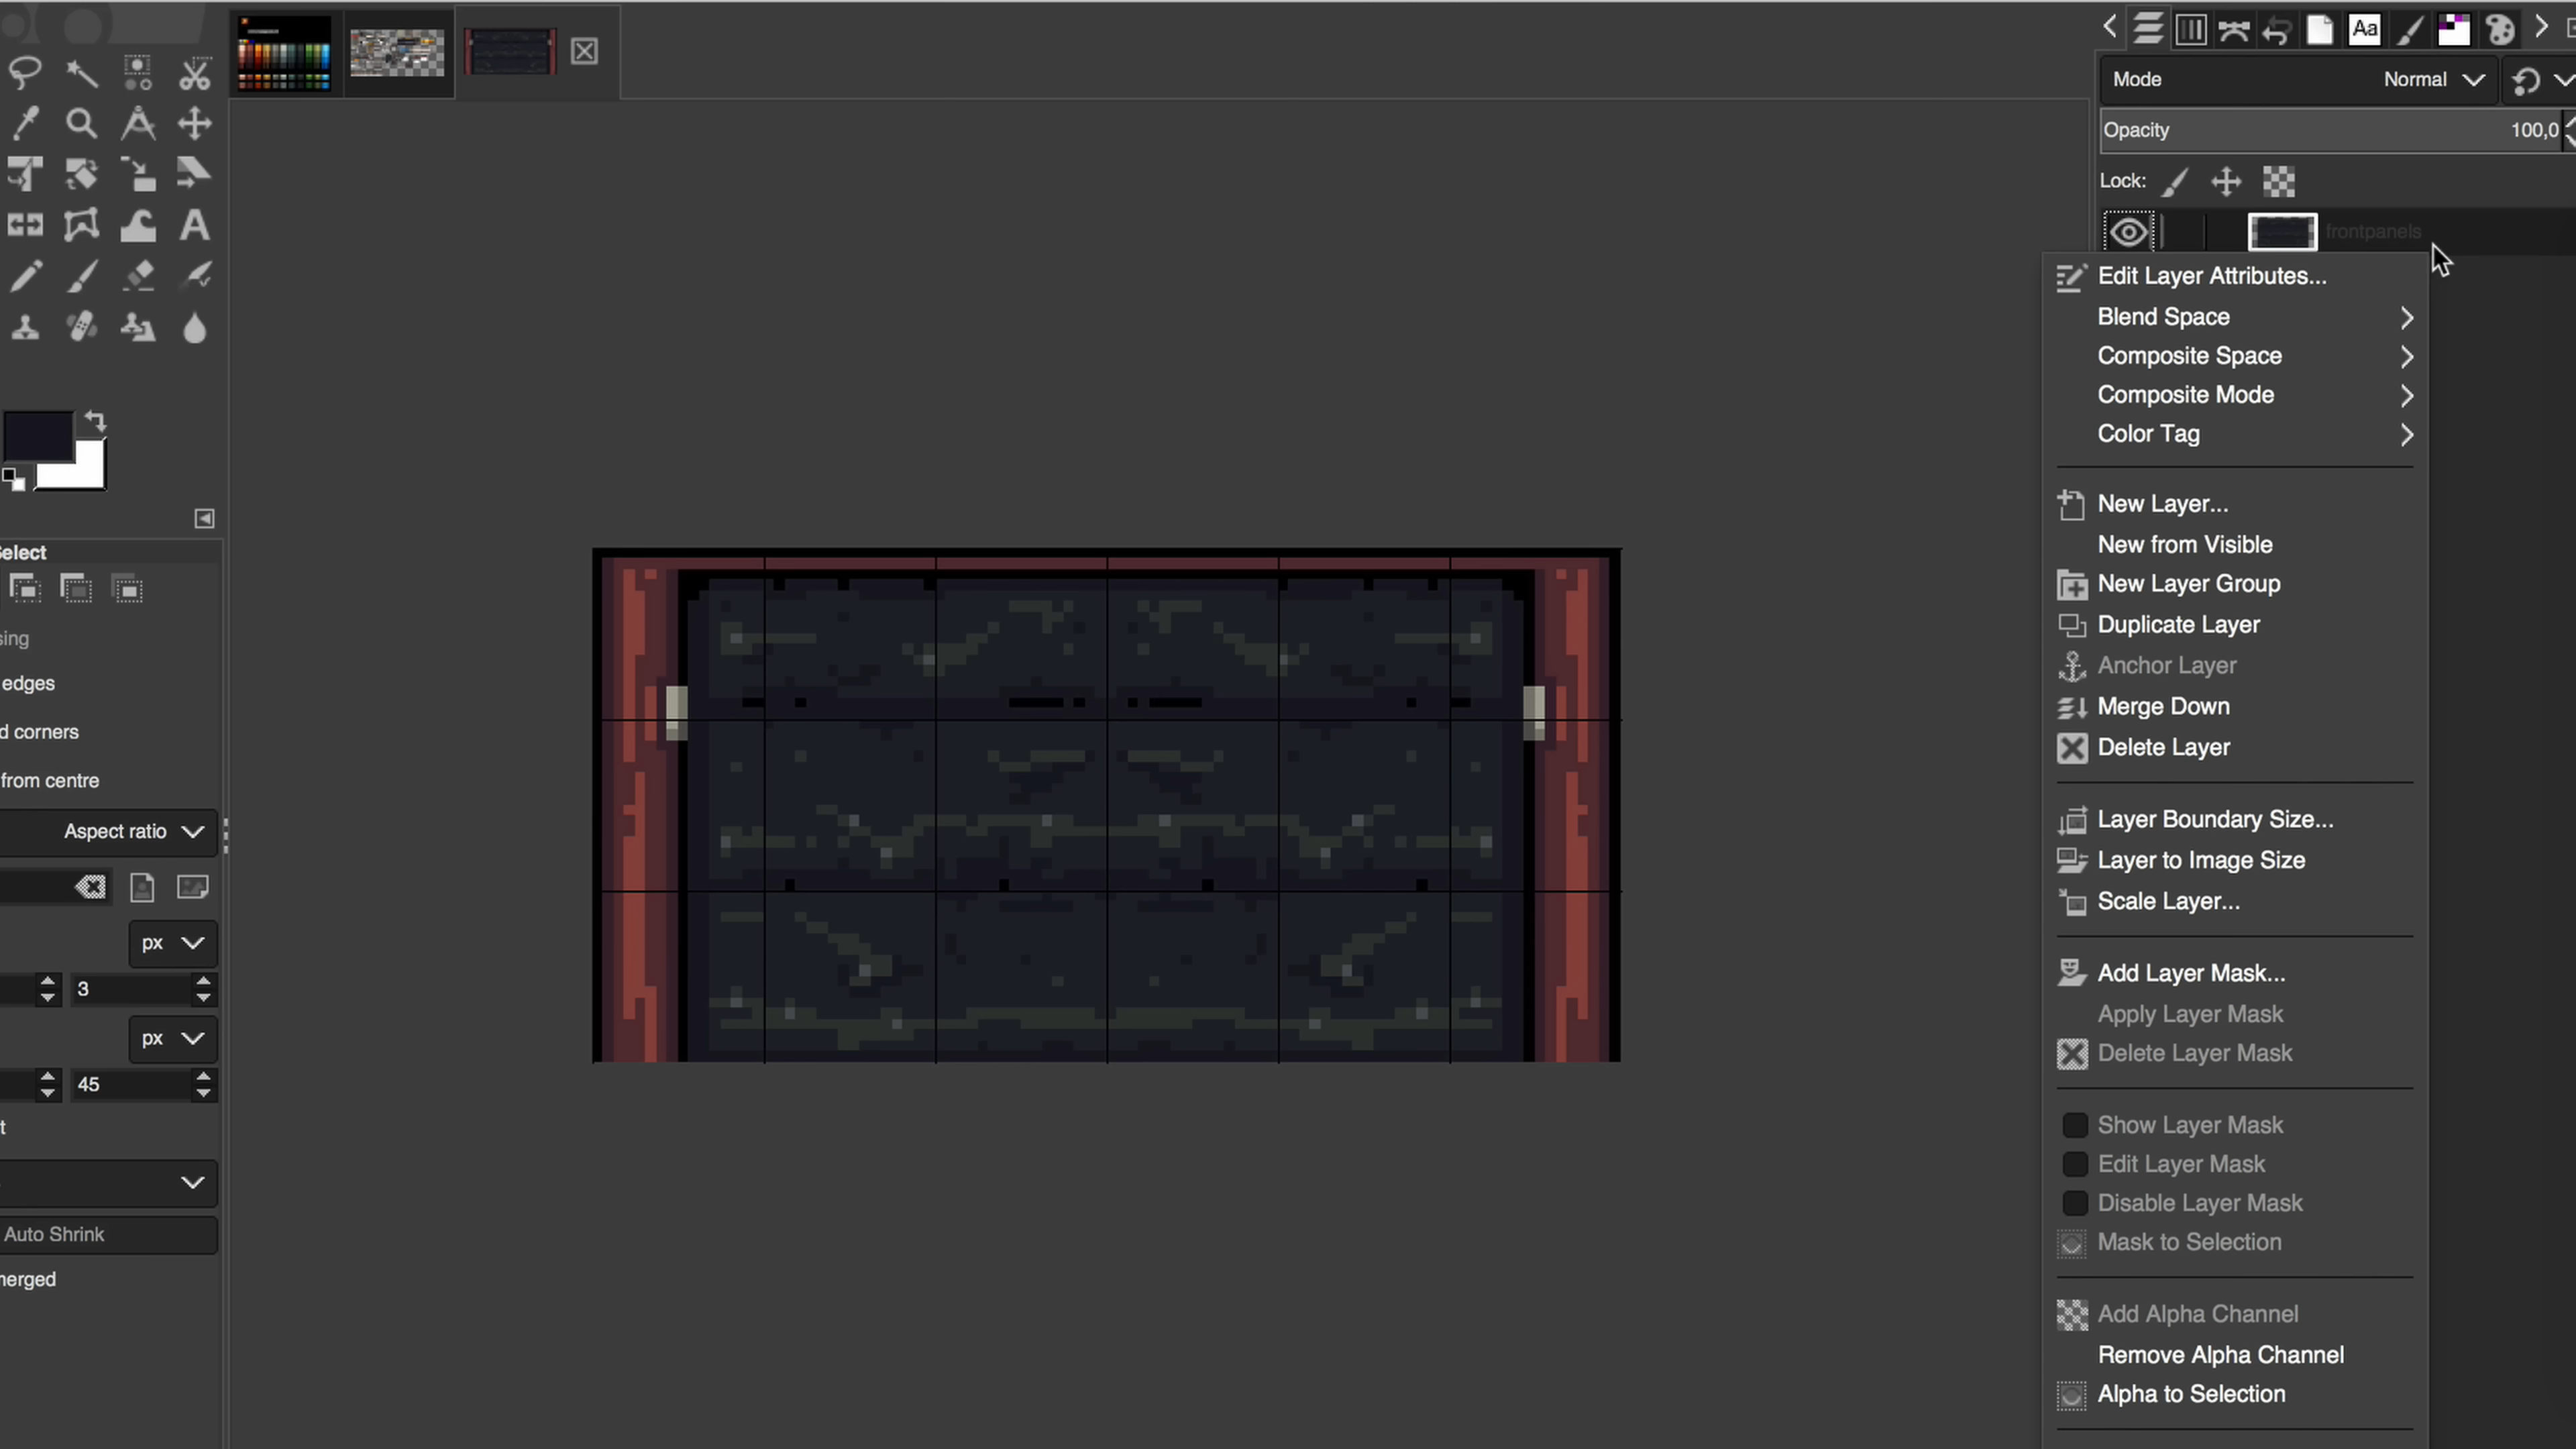 Aa
Mode
Normal
Opacity
100,0
Lock:
frontpanels
Edit Layer Attributes...
Blend Space
Composite Space
Composite Mode
Color Tag
New Layer...
New from Visible
New Layer Group
Duplicate Layer
Anchor Layer
Merge Down
Delete Layer
Layer Boundary Size...
Layer to Image Size
Scale Layer...
Add Layer Mask...
Apply Layer Mask
Delete Layer Mask
Show Layer Mask
Edit Layer Mask
Disable Layer Mask
Mask to Selection
Add Alpha Channel
Remove Alpha Channel
Alpha to Selection
Select
sing
edges
d corners
from centre
Aspect ratio
px
3
px
45
t
Auto Shrink
merged